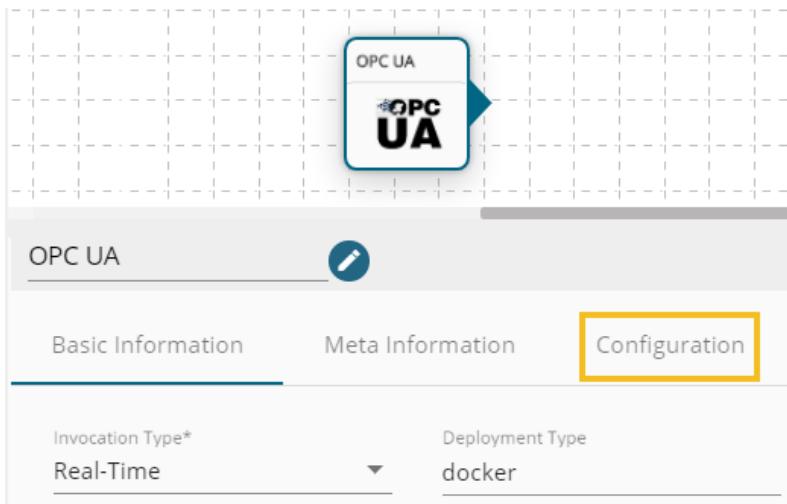 OPC UA
OPC
UA
OPC UA
Basic Information Meta Information Configuration
Invocation Type* Deployment Type
Real-Time docker